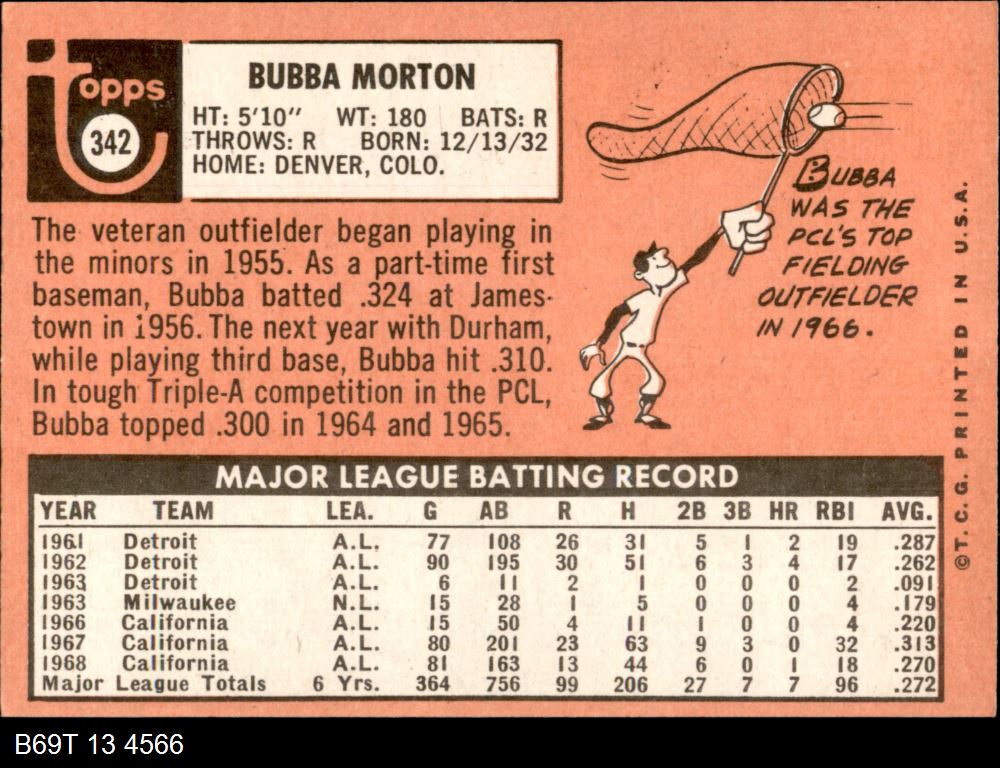 Topps
342
BUBBA MORTON
HT: 5'10" WT: 180 BATS: R
THROWS: R BORN: 12/13/32
HOME: DENVER, COLO.
The veteran outfielder began playing in
the minors in 1955. As a part-time first
baseman, Bubba batted .324 at James-
town in 1956. The next year with Durham,
while playing third base, Bubba hit .310.
In tough Triple-A competition in the PCL,
Bubba topped .300 in 1964 and 1965.
BUBBA
WAS THE
PCL'S TOP
FIELDING
OUTFIELDER
IN 1966.
©T. C. G. PRINTED IN U.S.A.
MAJOR LEAGUE BATTING RECORD
YEAR TEAM LEA. G AB R H 2B 3B HR RBI AVG.
1961 Detroit A.L. 77 108 26 31 5 1 2 19 .287
1962 Detroit A.L. 90 195 30 51 6 3 4 17 .262
1963 Detroit A.L. 6 11 2 1 0 0 0 2 .091
1963 Milwaukee N.L. 15 28 1 5 0 0 0 4 .179
1966 California A.L. 15 50 4 11 1 0 0 4 .220
1967 California A.L. 80 201 23 63 9 3 0 32 .313
1968 California A.L. 81 163 13 44 6 0 1 18 .270
Major League Totals 6 Yrs. 364 756 99 206 27 7 7 96 .272
B69T 13 4566